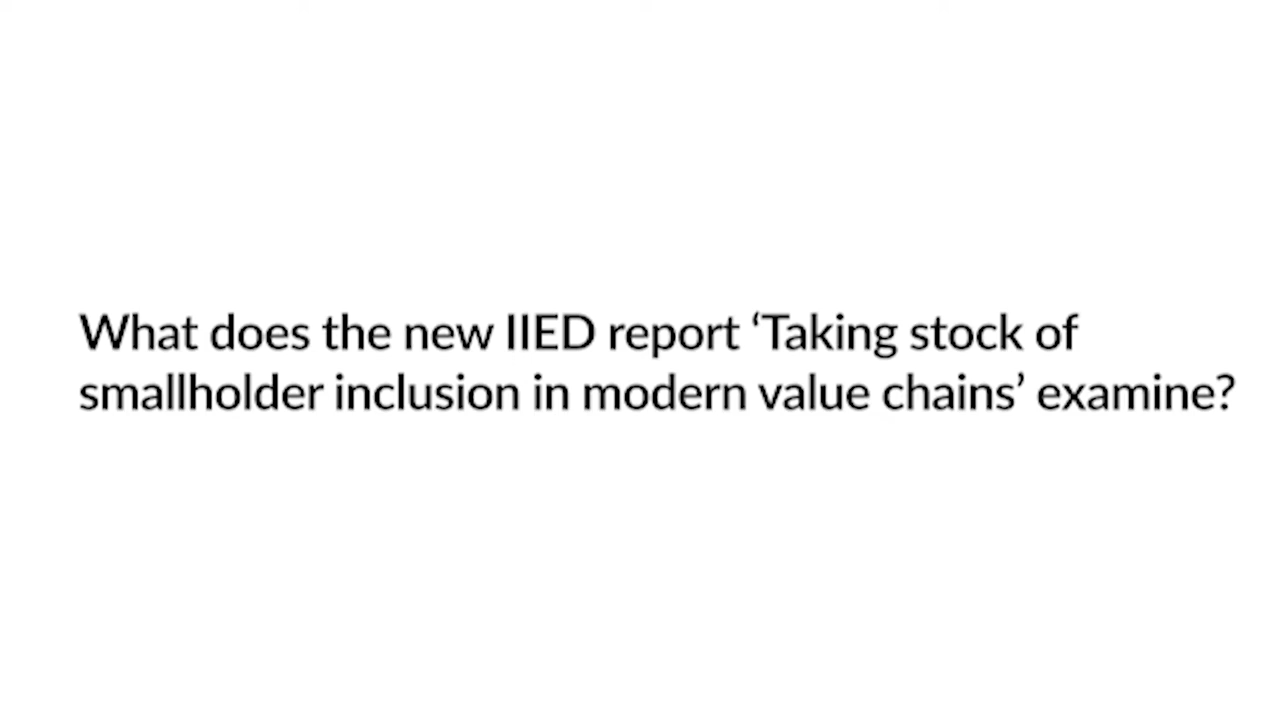 What does the new IIED report ‘Taking stock of
smallholder inclusion in modern value chains’ examine?